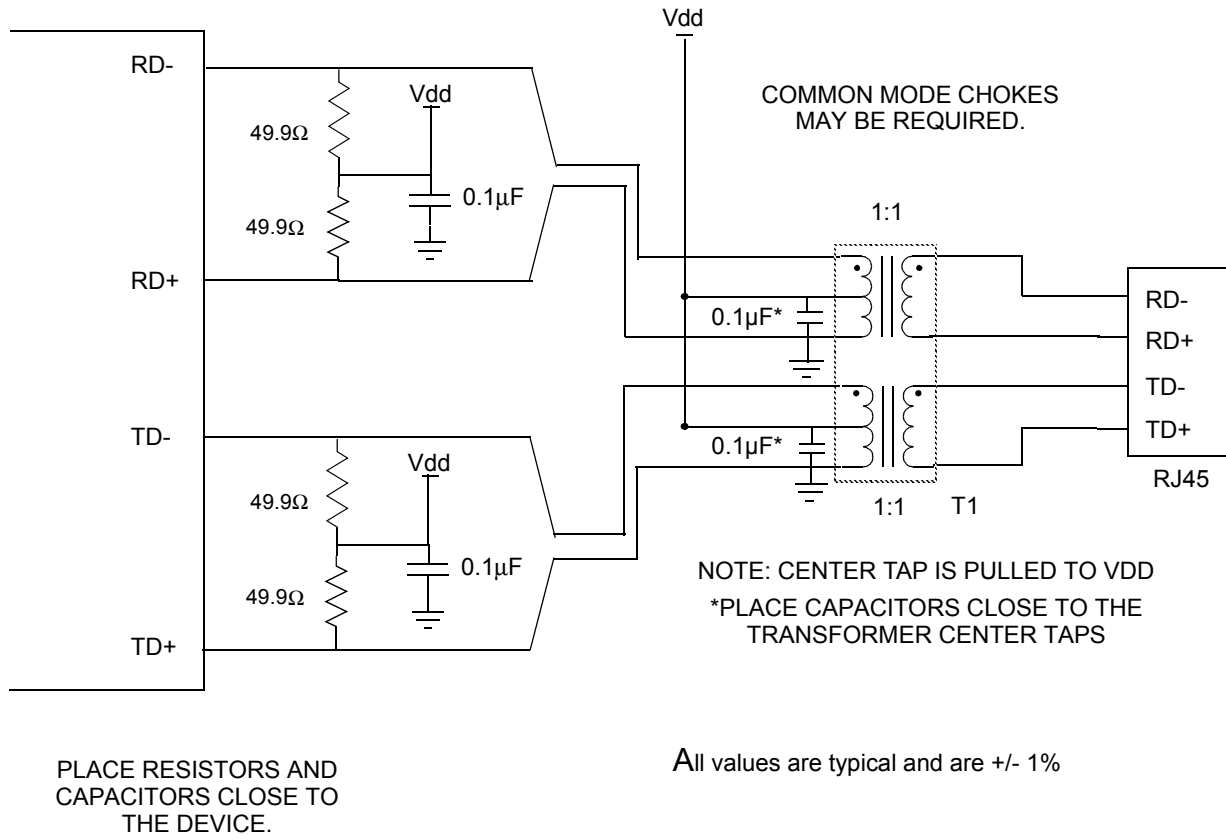 Vdd
RD-
Vdd
COMMON MODE CHOKES
MAY BE REQUIRED.
49.9Ω
0.1μF
49.9Ω
1:1
RD+
0.1μF*
RD-
RD+
TD-
TD+
RJ45
TD-
Vdd
0.1μF*
49.9Ω
1:1
T1
0.1μF
49.9Ω
NOTE: CENTER TAP IS PULLED TO VDD
*PLACE CAPACITORS CLOSE TO THE
TRANSFORMER CENTER TAPS
TD+
PLACE RESISTORS AND
CAPACITORS CLOSE TO
THE DEVICE.
All values are typical and are +/- 1%